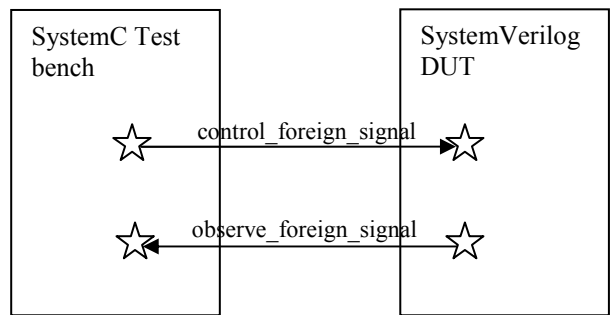 SystemC Test
bench
SystemVerilog
DUT
control_foreign_signal
observe_foreign_signal